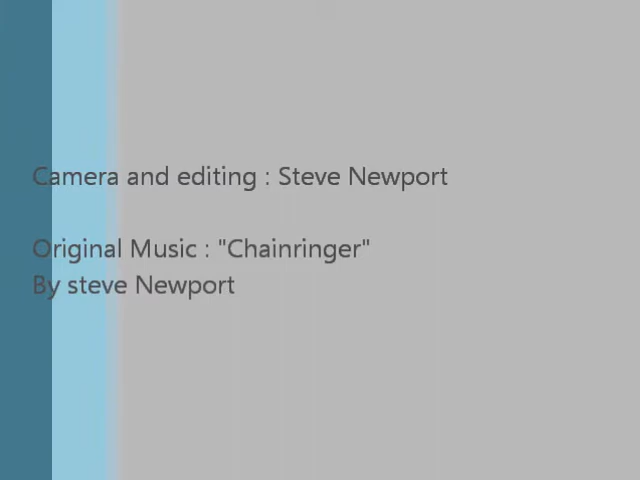 Camera and editing : Steve Newport
Original Music : "Chainringer"
By steve Newport